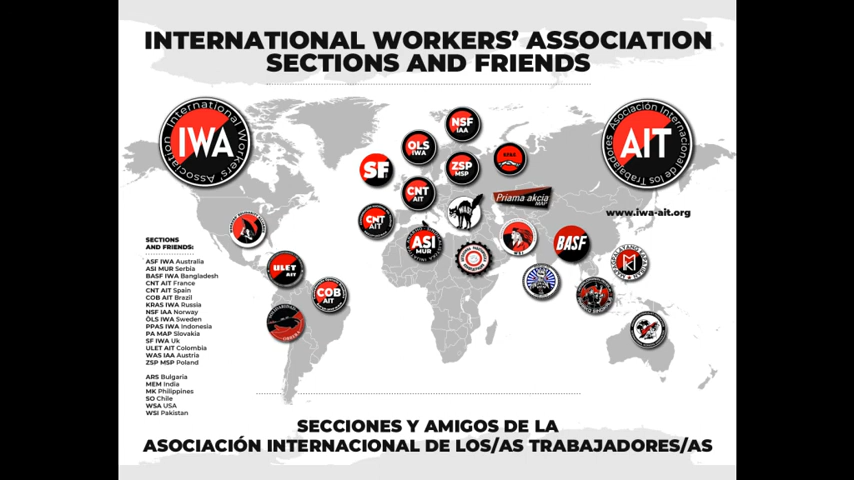 INTERNATIONAL WORKERS' ASSOCIATION
SECTIONS AND FRIENDS
International Workers Association
IWA
Asociación Internacional de los Trabajadores
AIT
www.iwa-ait.org
NSF
IAA
OLS
IWA
SF
ZSP
MSP
KRAS
CNT
AIT
Priama akcia
MAP
CNT
AIT
WAS
ASI
MUR
WSI
BASF
ULET
AIT
COB
AIT
SECTIONS
AND FRIENDS:
ASF IWA Australia
ASI MUR Serbia
BASF IWA Bangladesh
CNT AIT France
CNT AIT Spain
COB AIT Brazil
KRAS IWA Russia
NSF IAA Norway
ÖLS IWA Sweden
PPAS IWA Indonesia
PA MAP Slovakia
SF IWA Uk
ULET AIT Colombia
WAS IAA Austria
ZSP MSP Poland
ARS Bulgaria
MEM India
MK Philippines
SO Chile
WSA USA
WSI Pakistan
SECCIONES Y AMIGOS DE LA
ASOCIACIÓN INTERNACIONAL DE LOS/AS TRABAJADORES/AS